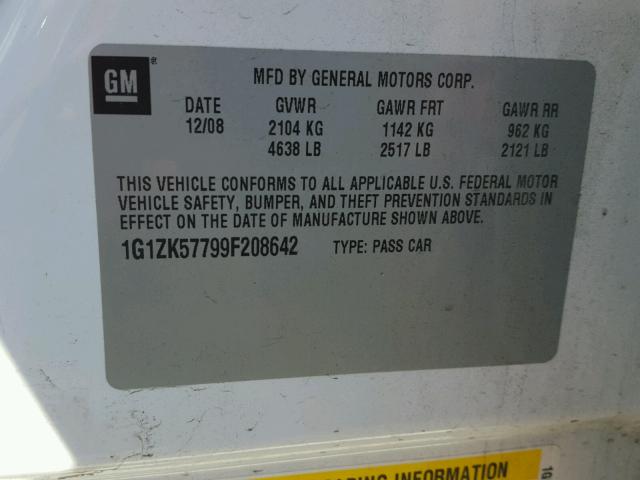 GM
MFD BY GENERAL MOTORS CORP.
DATE GVWR GAWR FRT GAWR RR
12/08 2104 KG 1142 KG 962 KG
4638 LB 2517 LB 2121 LB
THIS VEHICLE CONFORMS TO ALL APPLICABLE U.S. FEDERAL MOTOR
VEHICLE SAFETY, BUMPER, AND THEFT PREVENTION STANDARDS IN
EFFECT ON THE DATE OF MANUFACTURE SHOWN ABOVE.
1G1ZK57799F208642 TYPE: PASS CAR
INFORMATION